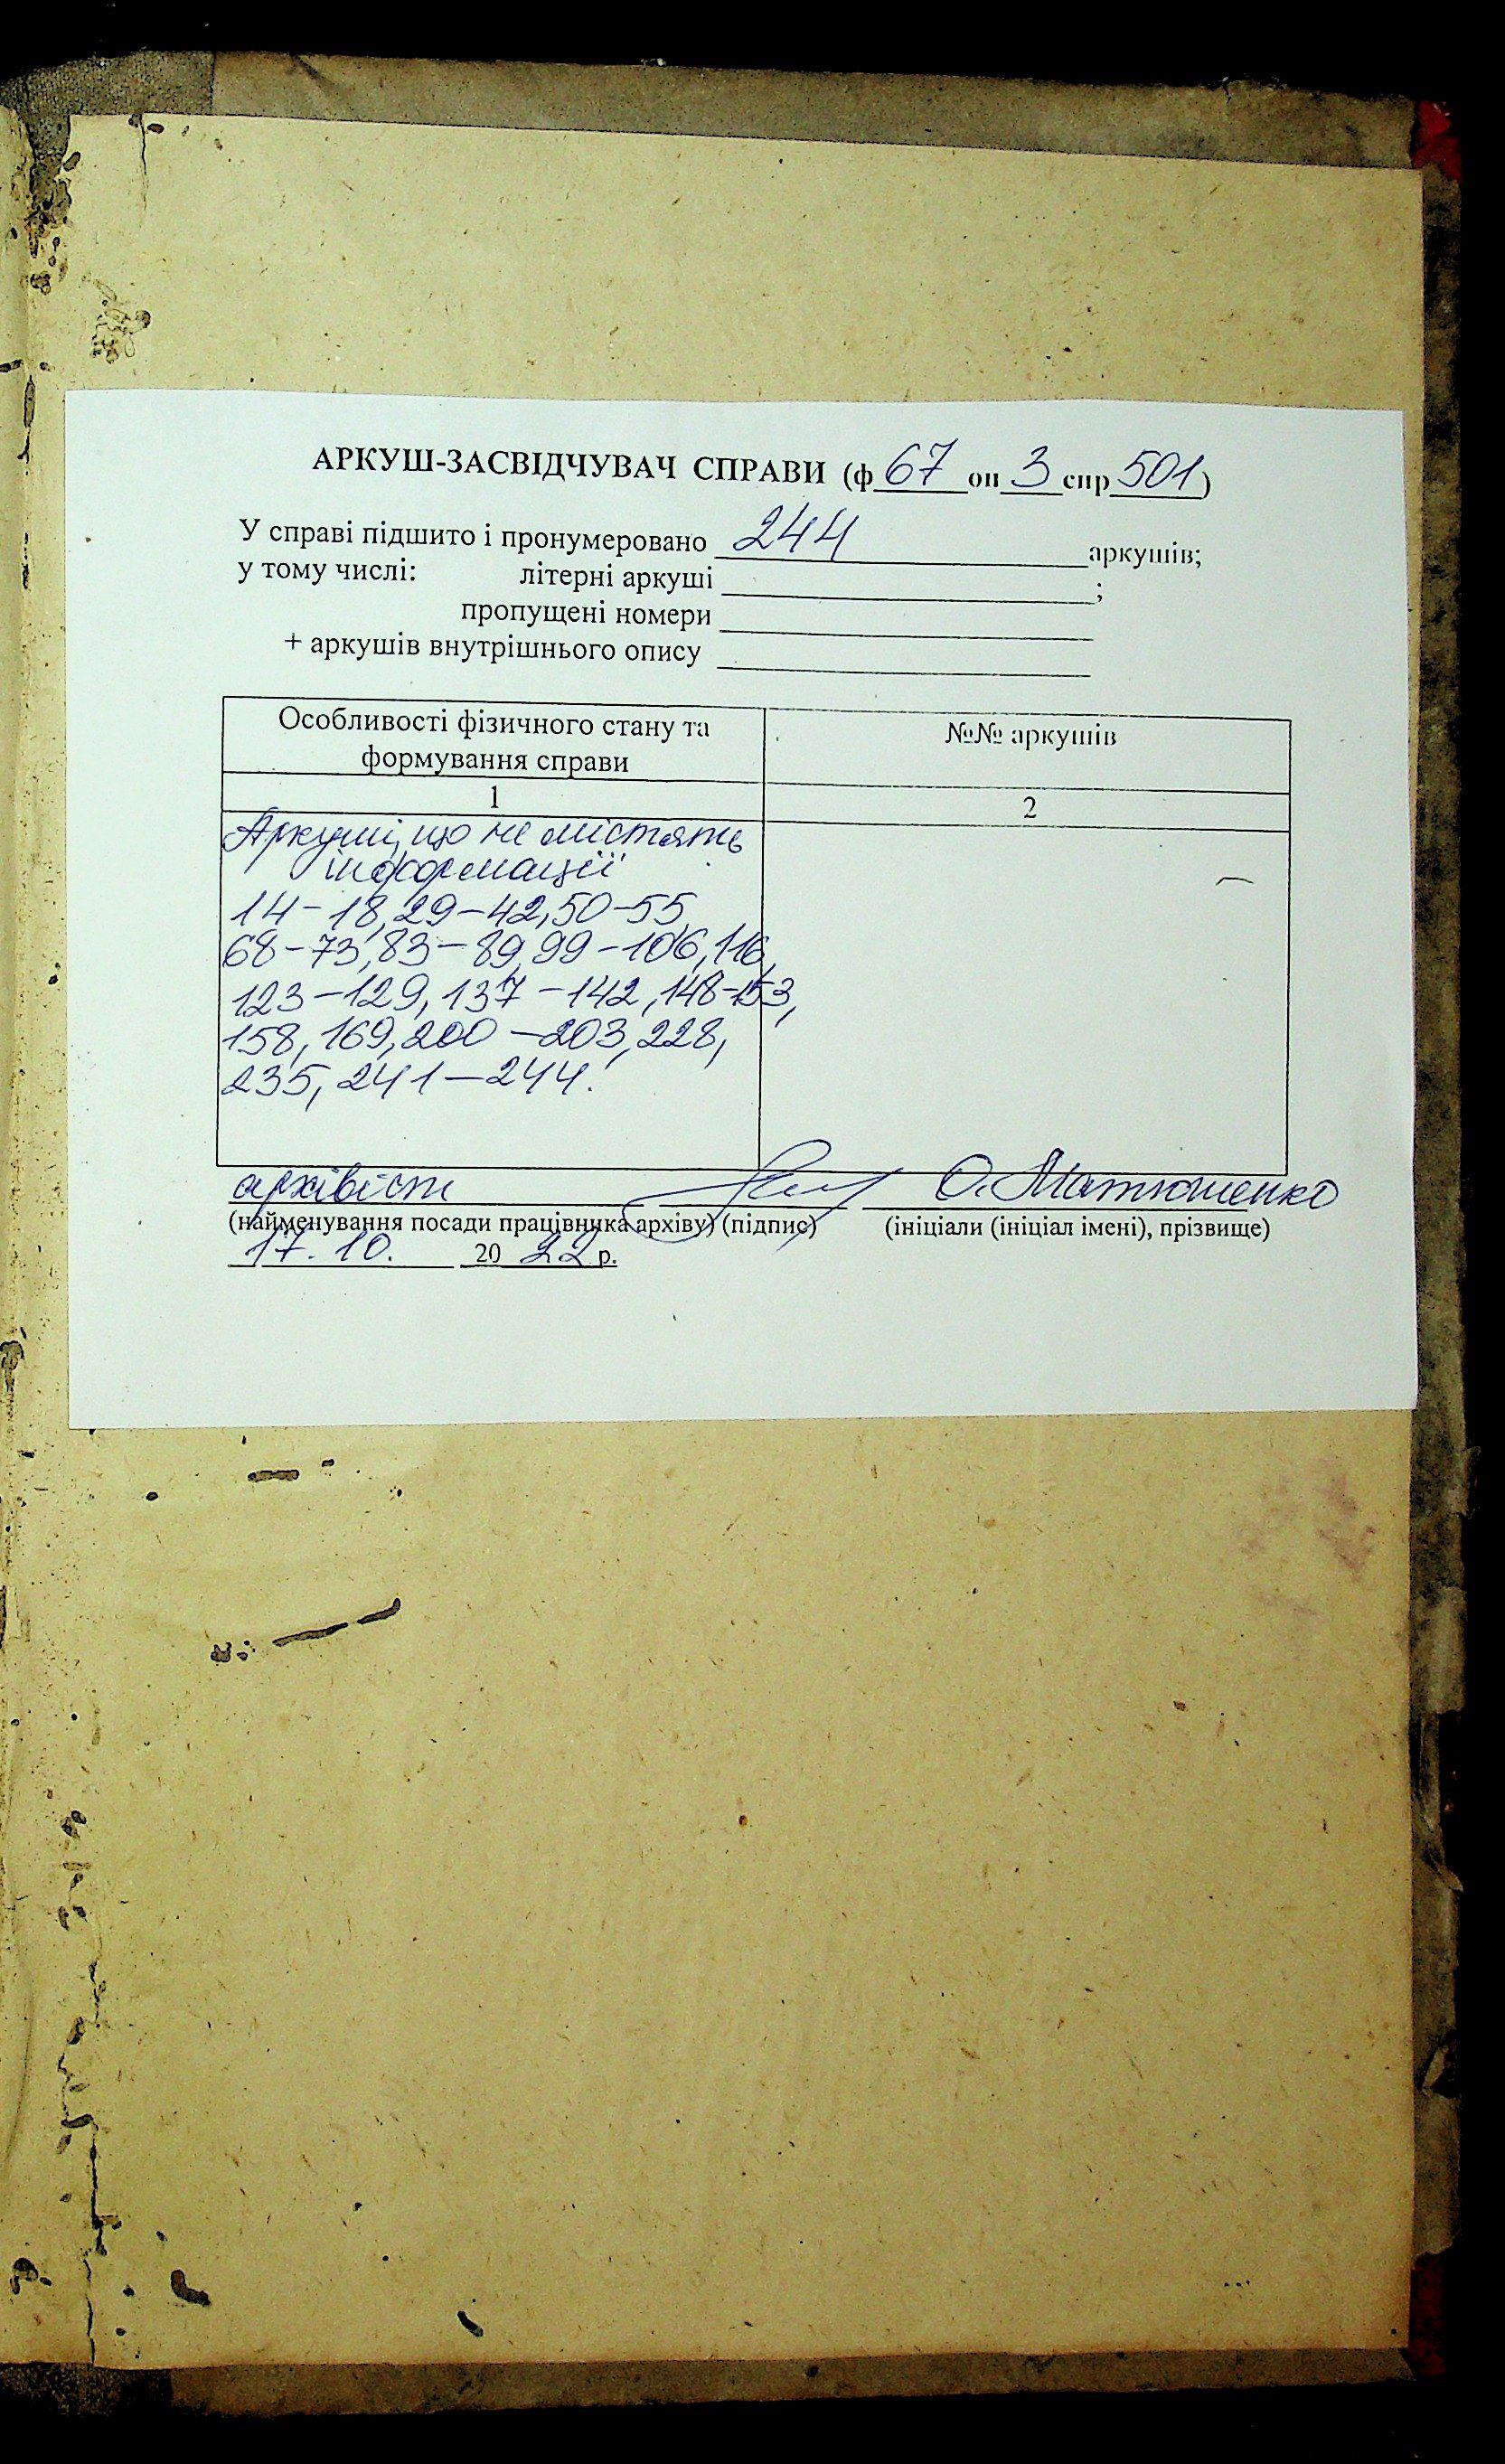 АРКУШ-ЗАСВІДЧУВАЧ СПРАВИ (ф 67 оп 3 спр 501)
У справі підшито і пронумеровано 244 аркушів;
у тому числі: літерні аркуші ;
пропущені номери
+ аркушів внутрішнього опису
Особливості фізичного стану та
формування справи
№№ аркушів
1
2
Аркуші, що не містять
інформації
14-18, 29-42, 50-55
68-73, 83-89, 99-106, 116,
123-129, 137-142, 148-153,
158, 169, 200-203, 228,
235, 241-244.
архівіст О. Матюшенко
(найменування посади працівника архіву) (підпис) (ініціали (ініціал імені), прізвище)
17. 10. 2022 р.